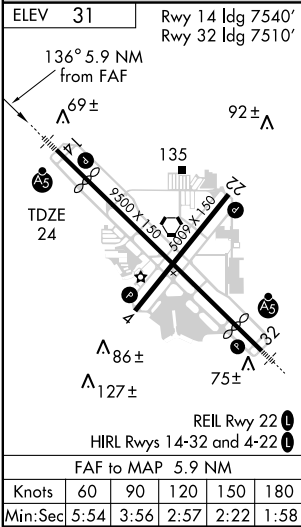 ELEV 31
Rwy 14 ldg 7540'
Rwy 32 ldg 7510'
136° 5.9 NM
from FAF
69±
92±
135
A5
TDZE
24
14
P
22
P
9500 X 150
5009 X 150
P
4
A5
32
P
86±
127±
75±
REIL Rwy 22 L
HIRL Rwys 14-32 and 4-22 L
FAF to MAP 5.9 NM
Knots 60 90 120 150 180
Min:Sec 5:54 3:56 2:57 2:22 1:58